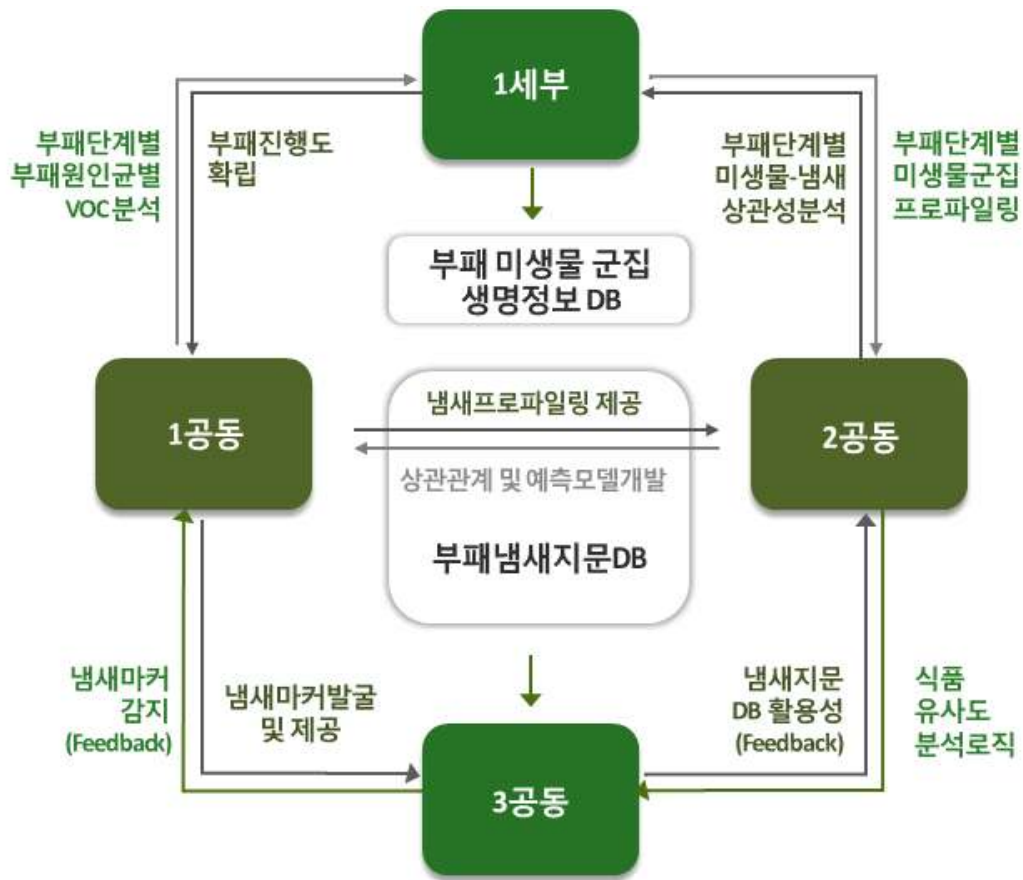 1세부
부패단계별
부패원인균별
VOC 분석
부패진행도
확립
부패단계별
미생물-냄새
상관성분석
부패단계별
미생물군집
프로파일링
부패 미생물 군집
생명정보 DB
1공동
냄새프로파일링 제공
상관관계 및 예측모델개발
부패냄새지문DB
2공동
냄새마커
감지
(Feedback)
냄새마커발굴
및 제공
냄새지문
DB 활용성
(Feedback)
식품
유사도
분석로직
3공동